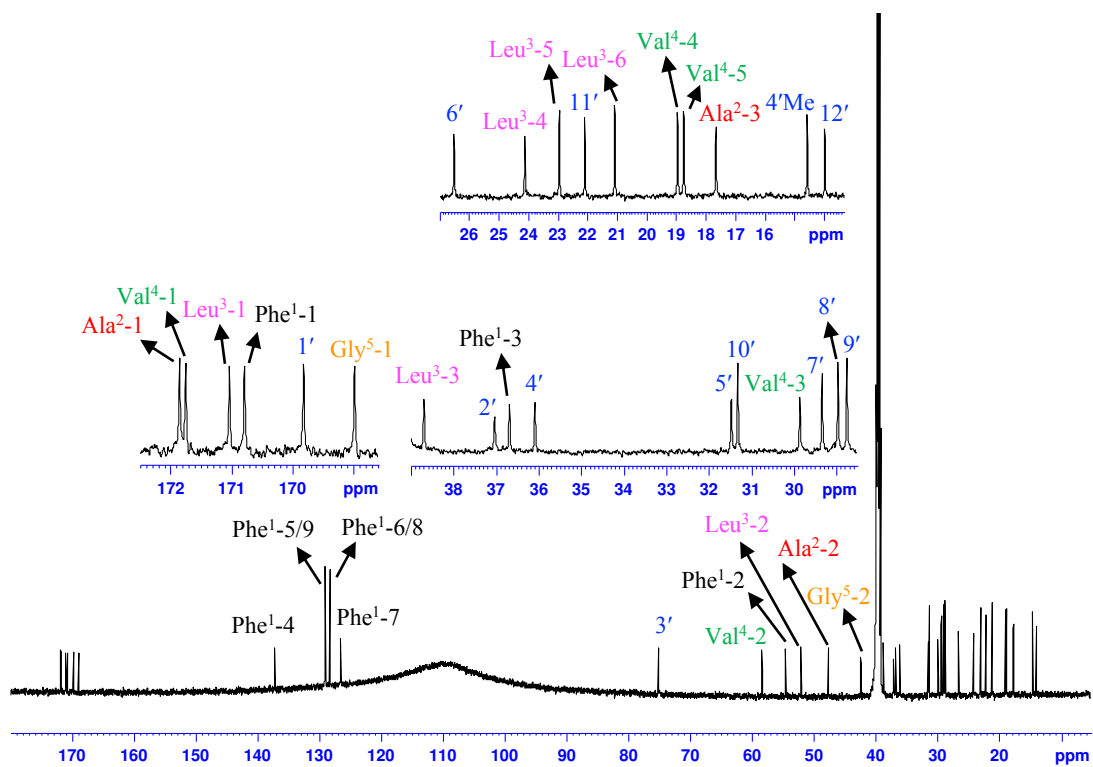 Leu³-5
Leu³-6
Val⁴-4
Val⁴-5
6′
Leu³-4
11′
Ala²-3
4′Me
12′
26 25 24 23 22 21 20 19 18 17 16 ppm
Val⁴-1
Ala²-1
Leu³-1
Phe¹-1
1′
Gly⁵-1
172 171 170 ppm
Leu³-3
2′
Phe¹-3
4′
5′
10′
Val⁴-3
7′
8′
9′
38 37 36 35 34 33 32 31 30 ppm
Phe¹-5/9
Phe¹-6/8
Phe¹-4
Phe¹-7
3′
Leu³-2
Phe¹-2
Val⁴-2
Ala²-2
Gly⁵-2
170 160 150 140 130 120 110 100 90 80 70 60 50 40 30 20 ppm